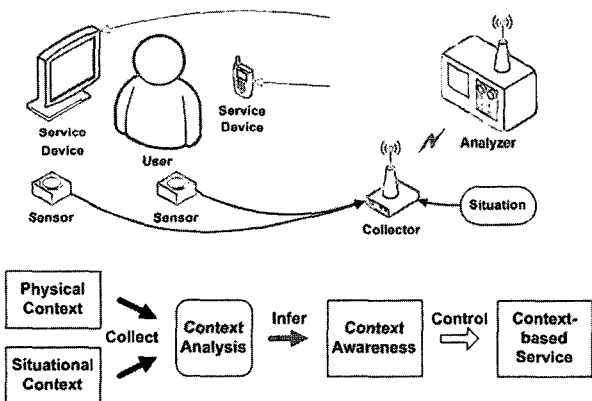 Service
Device
User
Service
Device
Analyzer
Sensor
Sensor
Collector
Situation
Physical
Context
Situational
Context
Collect
Context
Analysis
Infer
Context
Awareness
Control
Context-
based
Service